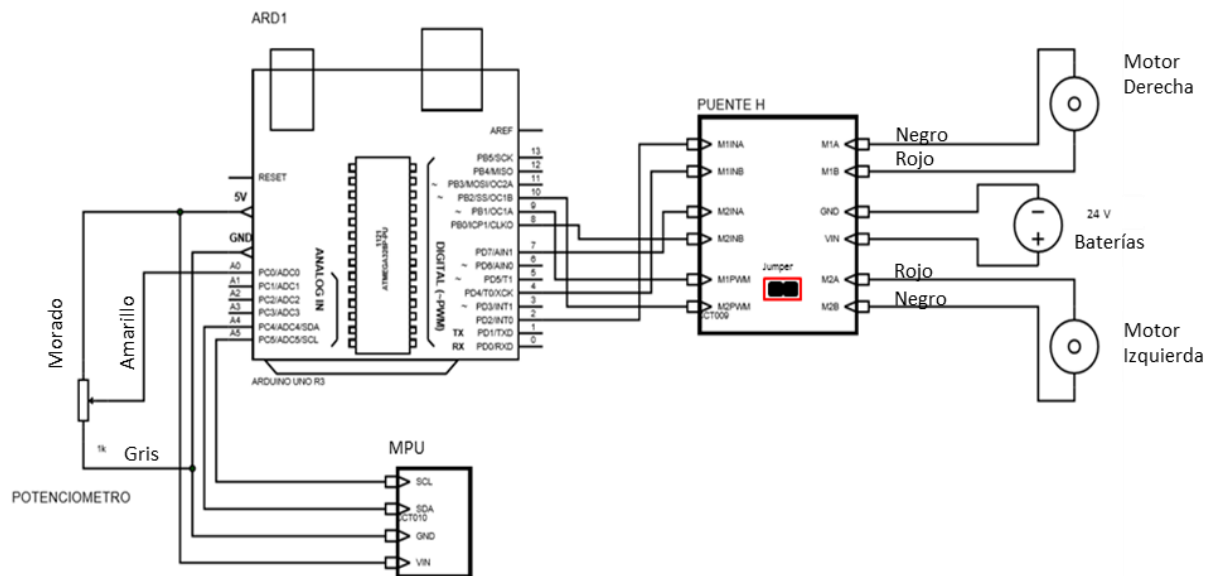 ARD1
RESET
5V
GND
A0
A1
A2
A3
A4
A5
PC0/ADC0
PC1/ADC1
PC2/ADC2
PC3/ADC3
PC4/ADC4/SDA
PC5/ADC5/SCL
ANALOG IN
1121
ATMEGA328P-PU
DIGITAL (~PWM)
AREF
PB5/SCK 13
PB4/MISO 12
~ PB3/MOSI/OC2A 11
~ PB2/SS/OC1B 10
~ PB1/OC1A 9
PB0/ICP1/CLKO 8
PD7/AIN1 7
~ PD6/AIN0 6
~ PD5/T1 5
PD4/T0/XCK 4
~ PD3/INT1 3
PD2/INT0 2
TX PD1/TXD 1
RX PD0/RXD 0
ARDUINO UNO R3
Morado
Amarillo
1k
Gris
POTENCIOMETRO
MPU
SCL
SDA
CCT010
GND
VIN
PUENTE H
M1INA
M1INB
M2INA
M2INB
M1PWM
M2PWM
CCT009
Jumper
M1A
M1B
GND
VIN
M2A
M2B
Negro
Rojo
Rojo
Negro
Motor
Derecha
24 V
Baterías
Motor
Izquierda